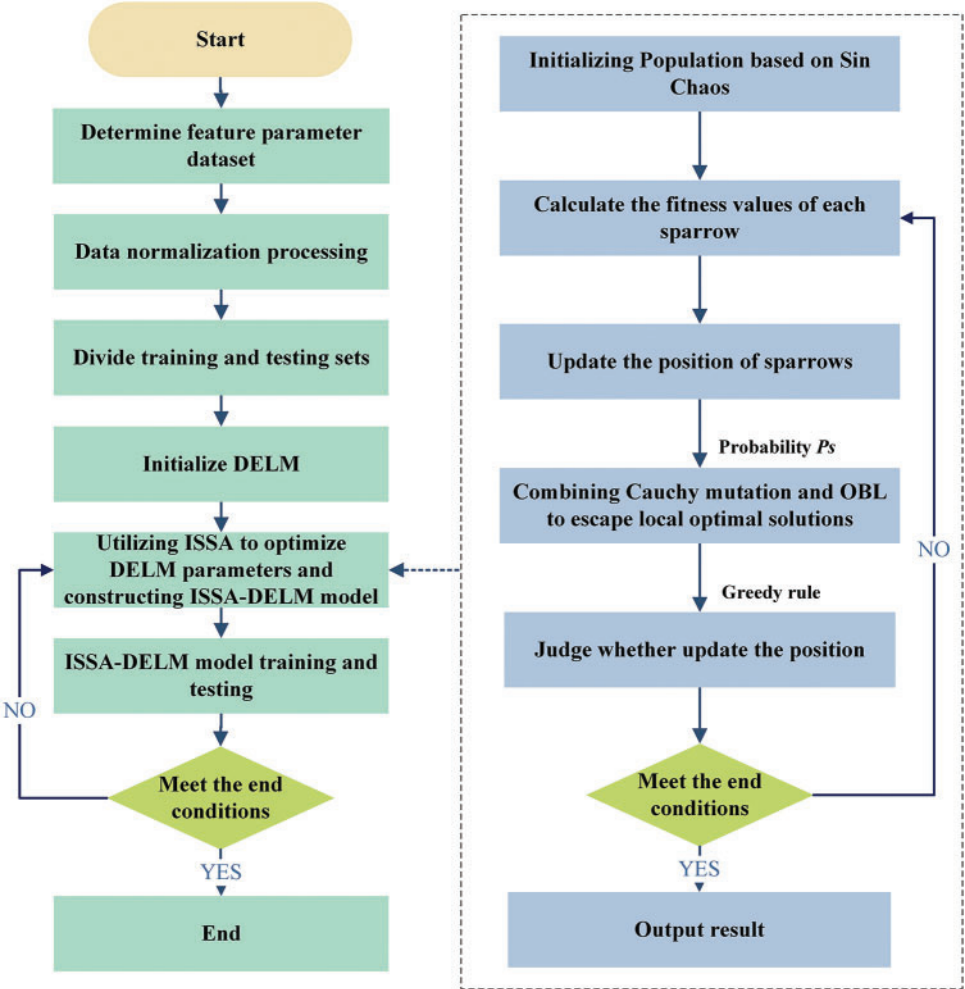 Start
Determine feature parameter
dataset
Data normalization processing
Divide training and testing sets
Initialize DELM
Utilizing ISSA to optimize
DELM parameters and
constructing ISSA-DELM model
ISSA-DELM model training and
testing
NO
Meet the end
conditions
YES
End
Initializing Population based on Sin
Chaos
Calculate the fitness values of each
sparrow
Update the position of sparrows
Probability Ps
Combining Cauchy mutation and OBL
to escape local optimal solutions
NO
Greedy rule
Judge whether update the position
Meet the end
conditions
YES
Output result